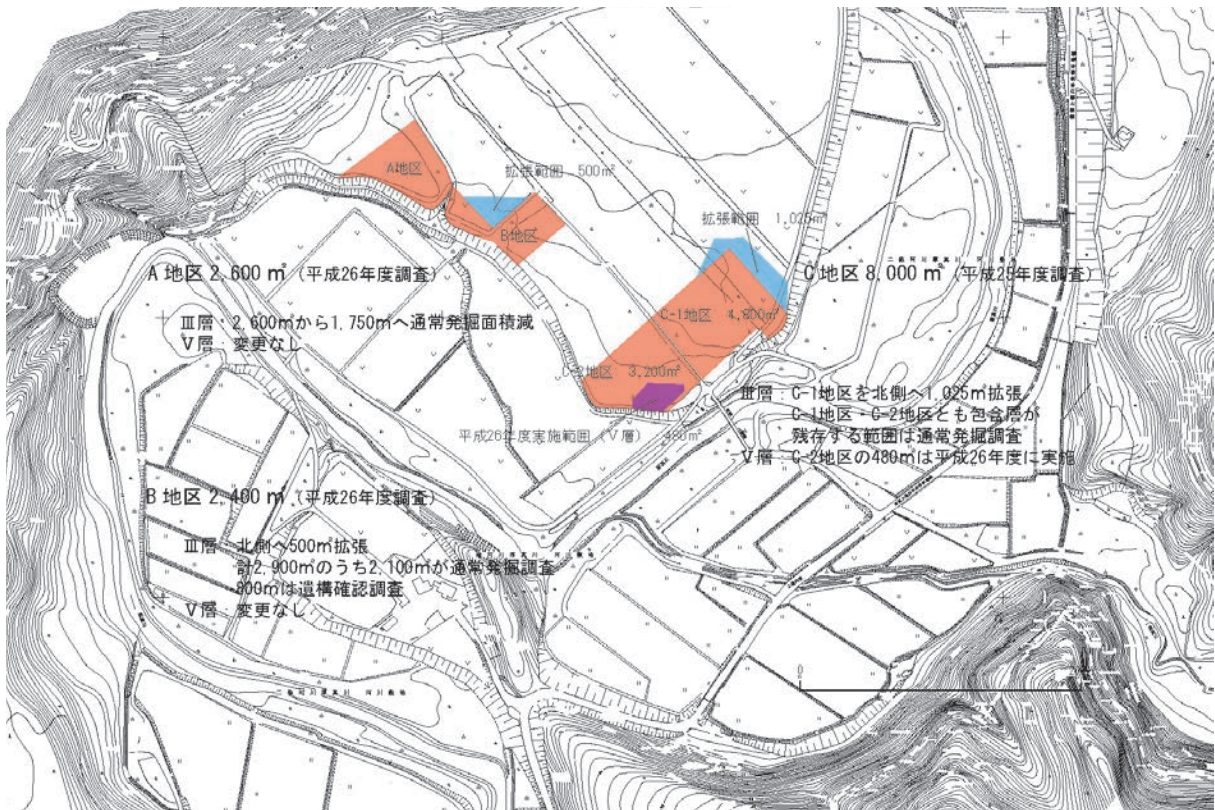 A地区
拡張範囲 500㎡
B地区
拡張範囲 1,025㎡
A地区2,600㎡（平成26年度調査）
Ⅲ層：2,600㎡から1,750㎡へ通常発掘面積減
Ⅴ層：変更なし
C地区8,000㎡（平成25年度調査）
C-1地区 4,800㎡
C-2地区 3,200㎡
Ⅲ層：C-1地区を北側へ1,025㎡拡張
C-1地区・C-2地区とも包含層が
残存する範囲は通常発掘調査
Ⅴ層：C-2地区の480㎡は平成26年度に実施
平成26年度実施範囲（Ⅴ層） 480㎡
B地区2,400㎡（平成26年度調査）
Ⅲ層：北側へ500㎡拡張
計2,900㎡のうち2,100㎡が通常発掘調査
800㎡は遺構確認調査
Ⅴ層：変更なし
0